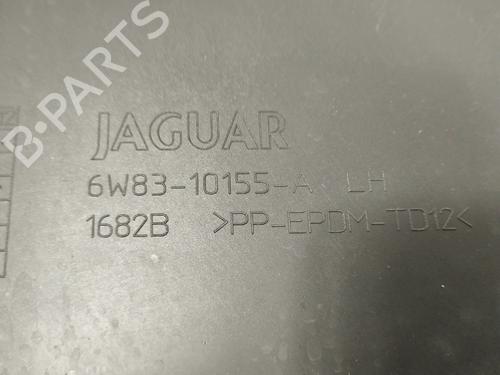 B-PARTS
JAGUAR
6W83-10155-A LH
1682B >PP-EPDM-TD12<